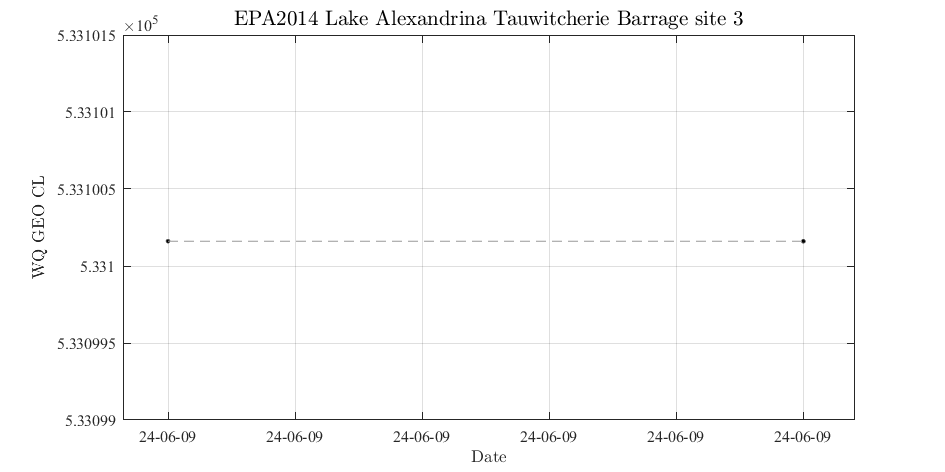 EPA2014 Lake Alexandrina Tauwitcherie Barrage site 3
×10⁵
5.331015
5.33101
5.331005
5.331
5.330995
5.33099
WQ GEO CL
24-06-09 24-06-09 24-06-09 24-06-09 24-06-09 24-06-09
Date